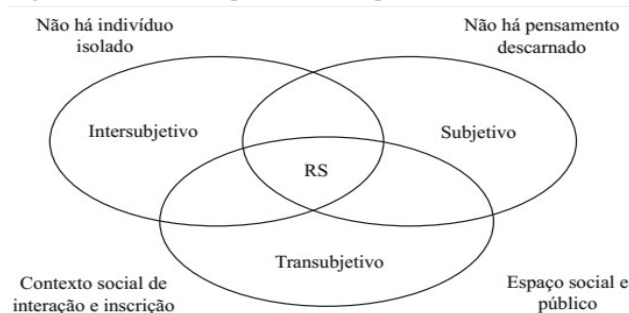 Não há indivíduo
isolado
Não há pensamento
descarnado
Intersubjetivo
Subjetivo
RS
Transubjetivo
Contexto social de
interação e inscrição
Espaço social e
público